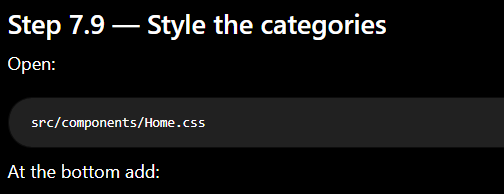 Step 7.9 — Style the categories
Open:
src/components/Home.css
At the bottom add: